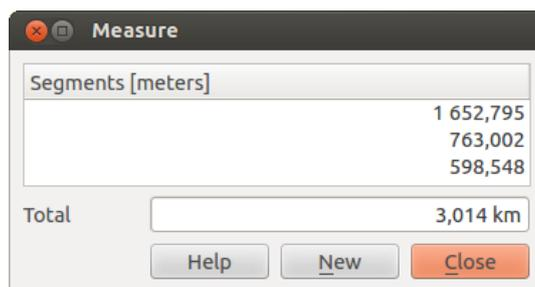 Measure
Segments [meters]
1 652,795
763,002
598,548
Total 3,014 km
Help New Close